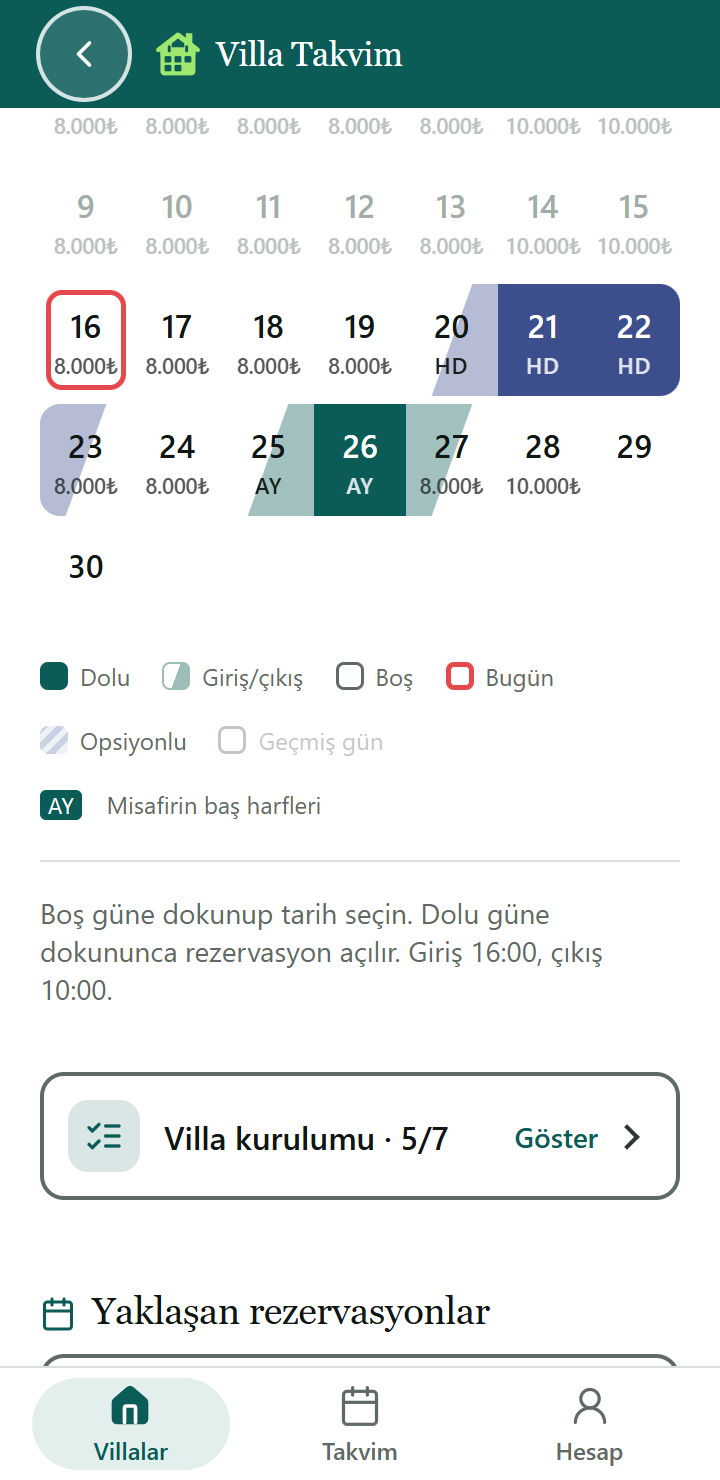 Villa Takvim
8.000₺ 8.000₺ 8.000₺ 8.000₺ 8.000₺ 10.000₺ 10.000₺
9 10 11 12 13 14 15
8.000₺ 8.000₺ 8.000₺ 8.000₺ 8.000₺ 10.000₺ 10.000₺
16 17 18 19 20 21 22
8.000₺ 8.000₺ 8.000₺ 8.000₺ HD HD HD
23 24 25 26 27 28 29
8.000₺ 8.000₺ AY AY 8.000₺ 10.000₺
30
Dolu Giriş/çıkış Boş Bugün
Opsiyonlu Geçmiş gün
AY Misafirin baş harfleri
Boş güne dokunup tarih seçin. Dolu güne
dokununca rezervasyon açılır. Giriş 16:00, çıkış
10:00.
Villa kurulumu · 5/7 Göster
Yaklaşan rezervasyonlar
Villalar Takvim Hesap